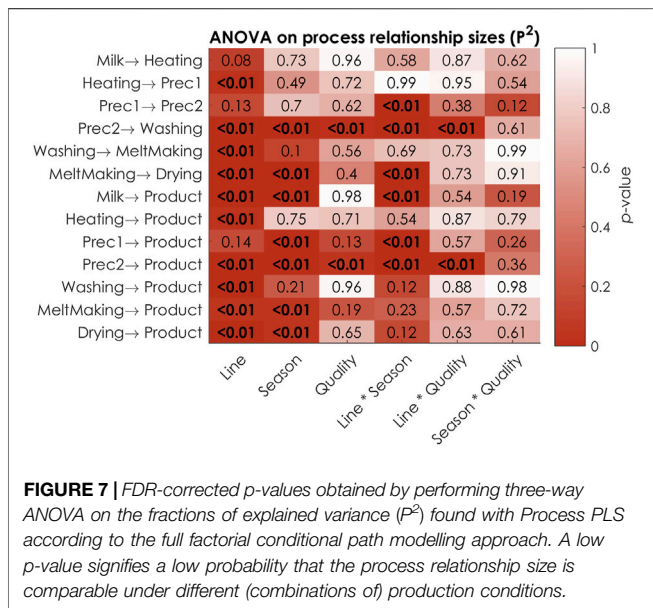 ANOVA on process relationship sizes (P²)
Milk→ Heating 0.08 0.73 0.96 0.58 0.87 0.62
Heating→ Prec1 <0.01 0.49 0.72 0.99 0.95 0.54
Prec1→ Prec2 0.13 0.7 0.62 <0.01 0.38 0.12
Prec2→ Washing <0.01 <0.01 <0.01 <0.01 <0.01 0.61
Washing→ MeltMaking <0.01 0.1 0.56 0.69 0.73 0.99
MeltMaking→ Drying <0.01 <0.01 0.4 <0.01 0.73 0.91
Milk→ Product <0.01 <0.01 0.98 <0.01 0.54 0.19
Heating→ Product <0.01 0.75 0.71 0.54 0.87 0.79
Prec1→ Product 0.14 <0.01 0.13 <0.01 0.57 0.26
Prec2→ Product <0.01 <0.01 <0.01 <0.01 <0.01 0.36
Washing→ Product <0.01 0.21 0.96 0.12 0.88 0.98
MeltMaking→ Product <0.01 <0.01 0.19 0.23 0.57 0.72
Drying→ Product <0.01 <0.01 0.65 0.12 0.63 0.61
Line
Season
Quality
Line * Season
Line * Quality
Season * Quality
1
0.8
0.6
0.4
0.2
0
p-value
FIGURE 7 | FDR-corrected p-values obtained by performing three-way
ANOVA on the fractions of explained variance (P²) found with Process PLS
according to the full factorial conditional path modelling approach. A low
p-value signifies a low probability that the process relationship size is
comparable under different (combinations of) production conditions.